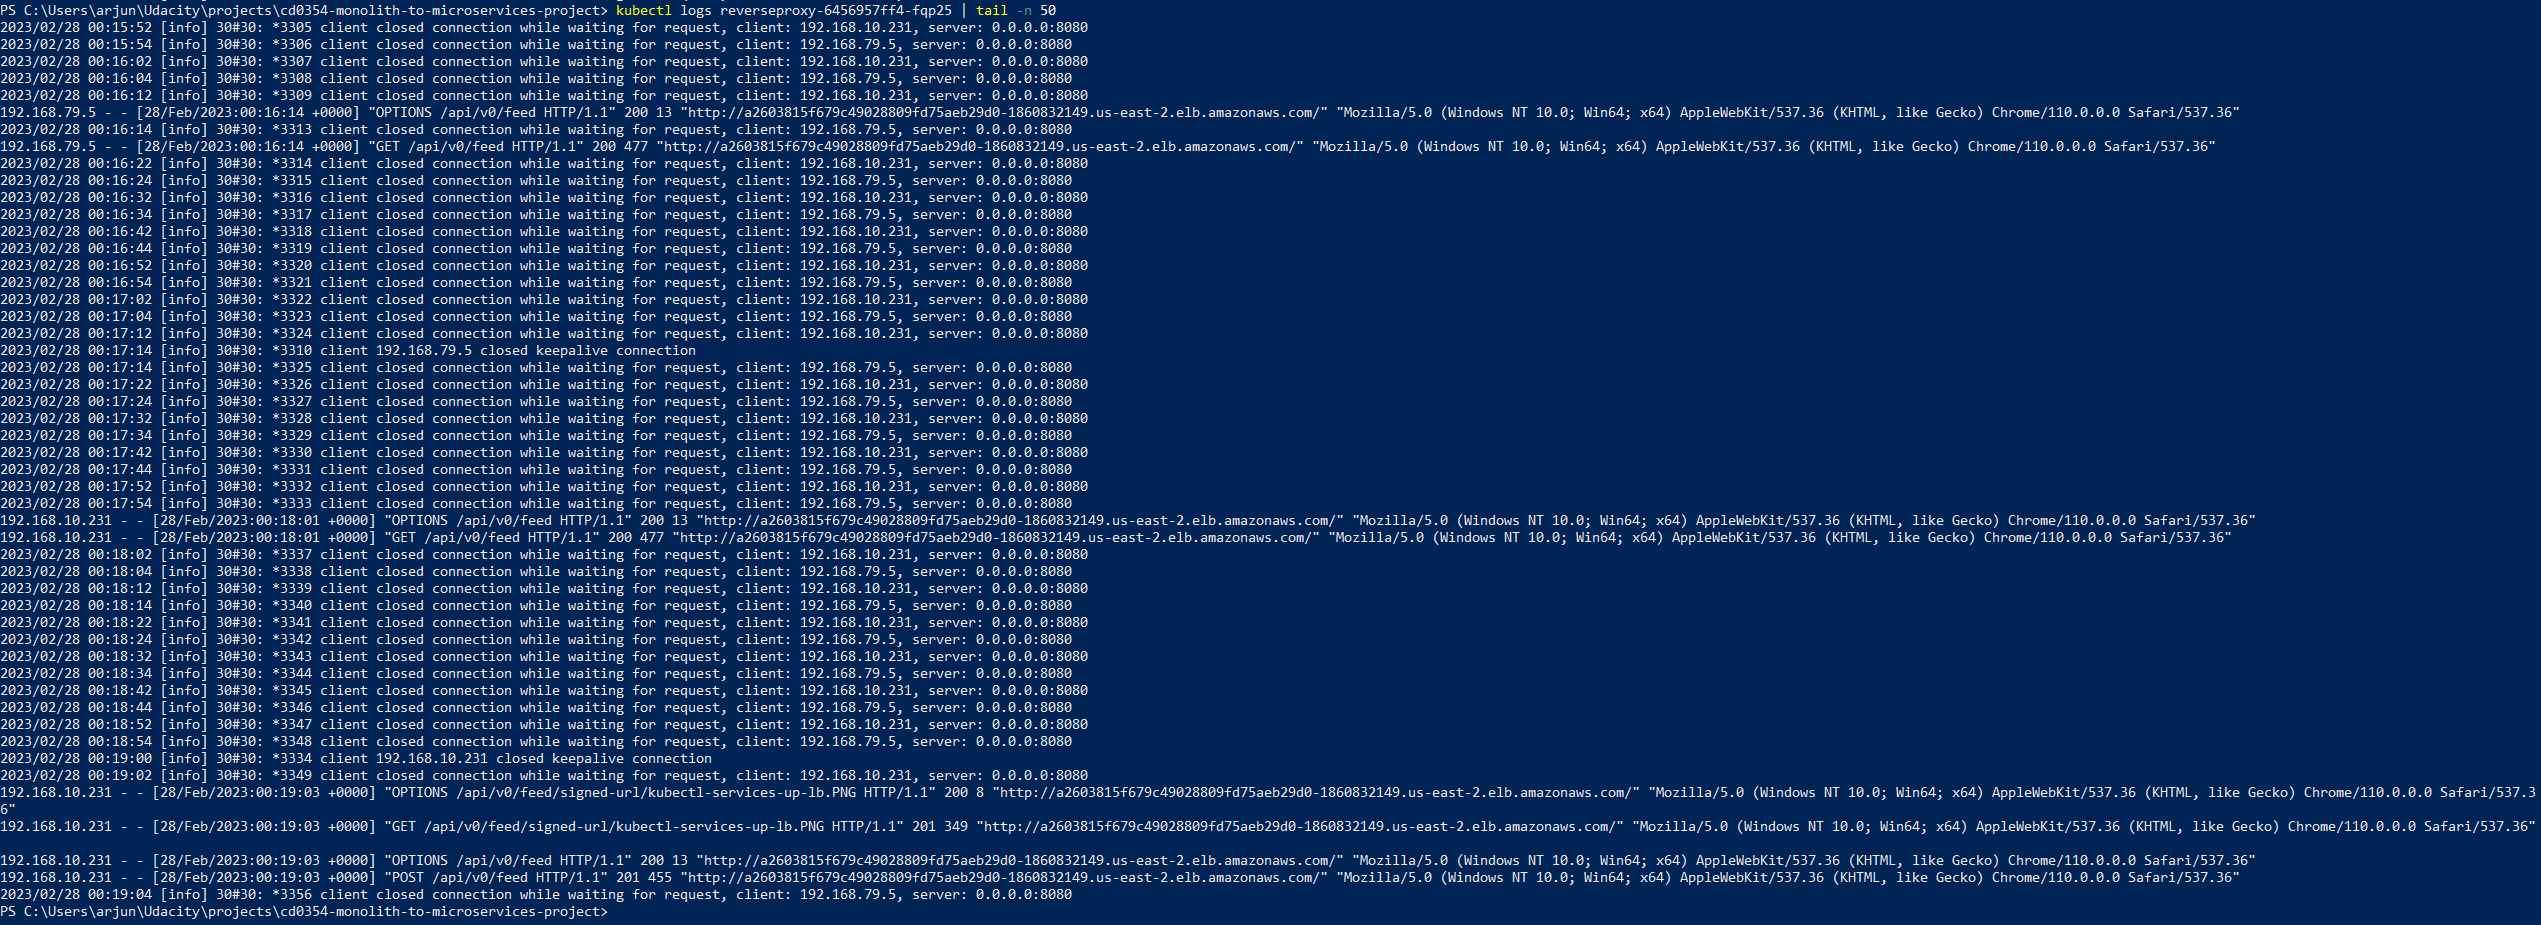 PS C:\Users\arjun\Udacity\projects\cd0354-monolith-to-microservices-project> kubectl logs reverseproxy-6456957ff4-fqp25 | tail -n 50
2023/02/28 00:15:52 [info] 30#30: *3305 client closed connection while waiting for request, client: 192.168.10.231, server: 0.0.0.0:8080
2023/02/28 00:15:54 [info] 30#30: *3306 client closed connection while waiting for request, client: 192.168.79.5, server: 0.0.0.0:8080
2023/02/28 00:16:02 [info] 30#30: *3307 client closed connection while waiting for request, client: 192.168.10.231, server: 0.0.0.0:8080
2023/02/28 00:16:04 [info] 30#30: *3308 client closed connection while waiting for request, client: 192.168.79.5, server: 0.0.0.0:8080
2023/02/28 00:16:12 [info] 30#30: *3309 client closed connection while waiting for request, client: 192.168.10.231, server: 0.0.0.0:8080
192.168.79.5 - - [28/Feb/2023:00:16:14 +0000] "OPTIONS /api/v0/feed HTTP/1.1" 200 13 "http://a2603815f679c49028809fd75aeb29d0-1860832149.us-east-2.elb.amazonaws.com/" "Mozilla/5.0 (Windows NT 10.0; Win64; x64) AppleWebKit/537.36 (KHTML, like Gecko) Chrome/110.0.0.0 Safari/537.36"
2023/02/28 00:16:14 [info] 30#30: *3313 client closed connection while waiting for request, client: 192.168.79.5, server: 0.0.0.0:8080
192.168.79.5 - - [28/Feb/2023:00:16:14 +0000] "GET /api/v0/feed HTTP/1.1" 200 477 "http://a2603815f679c49028809fd75aeb29d0-1860832149.us-east-2.elb.amazonaws.com/" "Mozilla/5.0 (Windows NT 10.0; Win64; x64) AppleWebKit/537.36 (KHTML, like Gecko) Chrome/110.0.0.0 Safari/537.36"
2023/02/28 00:16:22 [info] 30#30: *3314 client closed connection while waiting for request, client: 192.168.10.231, server: 0.0.0.0:8080
2023/02/28 00:16:24 [info] 30#30: *3315 client closed connection while waiting for request, client: 192.168.79.5, server: 0.0.0.0:8080
2023/02/28 00:16:32 [info] 30#30: *3316 client closed connection while waiting for request, client: 192.168.10.231, server: 0.0.0.0:8080
2023/02/28 00:16:34 [info] 30#30: *3317 client closed connection while waiting for request, client: 192.168.79.5, server: 0.0.0.0:8080
2023/02/28 00:16:42 [info] 30#30: *3318 client closed connection while waiting for request, client: 192.168.10.231, server: 0.0.0.0:8080
2023/02/28 00:16:44 [info] 30#30: *3319 client closed connection while waiting for request, client: 192.168.79.5, server: 0.0.0.0:8080
2023/02/28 00:16:52 [info] 30#30: *3320 client closed connection while waiting for request, client: 192.168.10.231, server: 0.0.0.0:8080
2023/02/28 00:16:54 [info] 30#30: *3321 client closed connection while waiting for request, client: 192.168.79.5, server: 0.0.0.0:8080
2023/02/28 00:17:02 [info] 30#30: *3322 client closed connection while waiting for request, client: 192.168.10.231, server: 0.0.0.0:8080
2023/02/28 00:17:04 [info] 30#30: *3323 client closed connection while waiting for request, client: 192.168.79.5, server: 0.0.0.0:8080
2023/02/28 00:17:12 [info] 30#30: *3324 client closed connection while waiting for request, client: 192.168.10.231, server: 0.0.0.0:8080
2023/02/28 00:17:14 [info] 30#30: *3310 client 192.168.79.5 closed keepalive connection
2023/02/28 00:17:14 [info] 30#30: *3325 client closed connection while waiting for request, client: 192.168.79.5, server: 0.0.0.0:8080
2023/02/28 00:17:22 [info] 30#30: *3326 client closed connection while waiting for request, client: 192.168.10.231, server: 0.0.0.0:8080
2023/02/28 00:17:24 [info] 30#30: *3327 client closed connection while waiting for request, client: 192.168.79.5, server: 0.0.0.0:8080
2023/02/28 00:17:32 [info] 30#30: *3328 client closed connection while waiting for request, client: 192.168.10.231, server: 0.0.0.0:8080
2023/02/28 00:17:34 [info] 30#30: *3329 client closed connection while waiting for request, client: 192.168.79.5, server: 0.0.0.0:8080
2023/02/28 00:17:42 [info] 30#30: *3330 client closed connection while waiting for request, client: 192.168.10.231, server: 0.0.0.0:8080
2023/02/28 00:17:44 [info] 30#30: *3331 client closed connection while waiting for request, client: 192.168.79.5, server: 0.0.0.0:8080
2023/02/28 00:17:52 [info] 30#30: *3332 client closed connection while waiting for request, client: 192.168.10.231, server: 0.0.0.0:8080
2023/02/28 00:17:54 [info] 30#30: *3333 client closed connection while waiting for request, client: 192.168.79.5, server: 0.0.0.0:8080
192.168.10.231 - - [28/Feb/2023:00:18:01 +0000] "OPTIONS /api/v0/feed HTTP/1.1" 200 13 "http://a2603815f679c49028809fd75aeb29d0-1860832149.us-east-2.elb.amazonaws.com/" "Mozilla/5.0 (Windows NT 10.0; Win64; x64) AppleWebKit/537.36 (KHTML, like Gecko) Chrome/110.0.0.0 Safari/537.36"
192.168.10.231 - - [28/Feb/2023:00:18:01 +0000] "GET /api/v0/feed HTTP/1.1" 200 477 "http://a2603815f679c49028809fd75aeb29d0-1860832149.us-east-2.elb.amazonaws.com/" "Mozilla/5.0 (Windows NT 10.0; Win64; x64) AppleWebKit/537.36 (KHTML, like Gecko) Chrome/110.0.0.0 Safari/537.36"
2023/02/28 00:18:02 [info] 30#30: *3337 client closed connection while waiting for request, client: 192.168.10.231, server: 0.0.0.0:8080
2023/02/28 00:18:04 [info] 30#30: *3338 client closed connection while waiting for request, client: 192.168.79.5, server: 0.0.0.0:8080
2023/02/28 00:18:12 [info] 30#30: *3339 client closed connection while waiting for request, client: 192.168.10.231, server: 0.0.0.0:8080
2023/02/28 00:18:14 [info] 30#30: *3340 client closed connection while waiting for request, client: 192.168.79.5, server: 0.0.0.0:8080
2023/02/28 00:18:22 [info] 30#30: *3341 client closed connection while waiting for request, client: 192.168.10.231, server: 0.0.0.0:8080
2023/02/28 00:18:24 [info] 30#30: *3342 client closed connection while waiting for request, client: 192.168.79.5, server: 0.0.0.0:8080
2023/02/28 00:18:32 [info] 30#30: *3343 client closed connection while waiting for request, client: 192.168.10.231, server: 0.0.0.0:8080
2023/02/28 00:18:34 [info] 30#30: *3344 client closed connection while waiting for request, client: 192.168.79.5, server: 0.0.0.0:8080
2023/02/28 00:18:42 [info] 30#30: *3345 client closed connection while waiting for request, client: 192.168.10.231, server: 0.0.0.0:8080
2023/02/28 00:18:44 [info] 30#30: *3346 client closed connection while waiting for request, client: 192.168.79.5, server: 0.0.0.0:8080
2023/02/28 00:18:52 [info] 30#30: *3347 client closed connection while waiting for request, client: 192.168.10.231, server: 0.0.0.0:8080
2023/02/28 00:18:54 [info] 30#30: *3348 client closed connection while waiting for request, client: 192.168.79.5, server: 0.0.0.0:8080
2023/02/28 00:19:00 [info] 30#30: *3334 client 192.168.10.231 closed keepalive connection
2023/02/28 00:19:02 [info] 30#30: *3349 client closed connection while waiting for request, client: 192.168.10.231, server: 0.0.0.0:8080
192.168.10.231 - - [28/Feb/2023:00:19:03 +0000] "OPTIONS /api/v0/feed/signed-url/kubectl-services-up-lb.PNG HTTP/1.1" 200 8 "http://a2603815f679c49028809fd75aeb29d0-1860832149.us-east-2.elb.amazonaws.com/" "Mozilla/5.0 (Windows NT 10.0; Win64; x64) AppleWebKit/537.36 (KHTML, like Gecko) Chrome/110.0.0.0 Safari/537.3
6"
192.168.10.231 - - [28/Feb/2023:00:19:03 +0000] "GET /api/v0/feed/signed-url/kubectl-services-up-lb.PNG HTTP/1.1" 201 349 "http://a2603815f679c49028809fd75aeb29d0-1860832149.us-east-2.elb.amazonaws.com/" "Mozilla/5.0 (Windows NT 10.0; Win64; x64) AppleWebKit/537.36 (KHTML, like Gecko) Chrome/110.0.0.0 Safari/537.36"
192.168.10.231 - - [28/Feb/2023:00:19:03 +0000] "OPTIONS /api/v0/feed HTTP/1.1" 200 13 "http://a2603815f679c49028809fd75aeb29d0-1860832149.us-east-2.elb.amazonaws.com/" "Mozilla/5.0 (Windows NT 10.0; Win64; x64) AppleWebKit/537.36 (KHTML, like Gecko) Chrome/110.0.0.0 Safari/537.36"
192.168.10.231 - - [28/Feb/2023:00:19:03 +0000] "POST /api/v0/feed HTTP/1.1" 201 455 "http://a2603815f679c49028809fd75aeb29d0-1860832149.us-east-2.elb.amazonaws.com/" "Mozilla/5.0 (Windows NT 10.0; Win64; x64) AppleWebKit/537.36 (KHTML, like Gecko) Chrome/110.0.0.0 Safari/537.36"
2023/02/28 00:19:04 [info] 30#30: *3356 client closed connection while waiting for request, client: 192.168.79.5, server: 0.0.0.0:8080
PS C:\Users\arjun\Udacity\projects\cd0354-monolith-to-microservices-project>